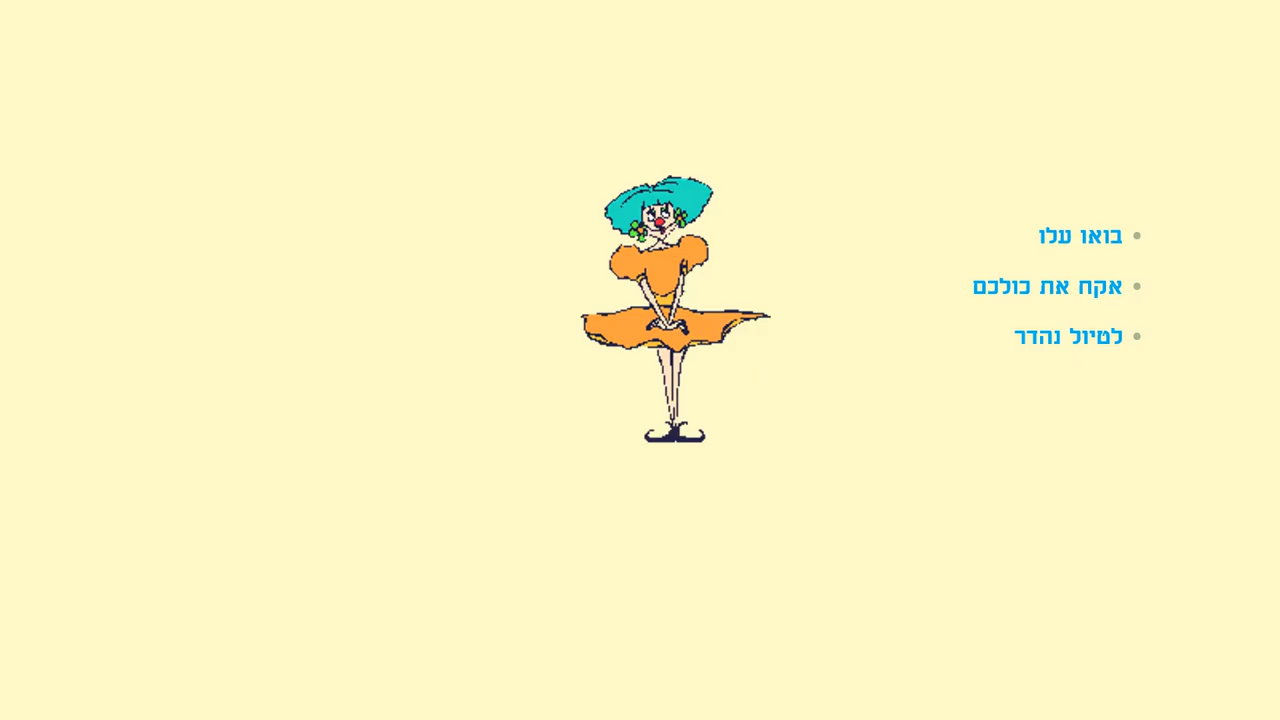 בואו עלו
אקח את כולכם
לטיול נהדר